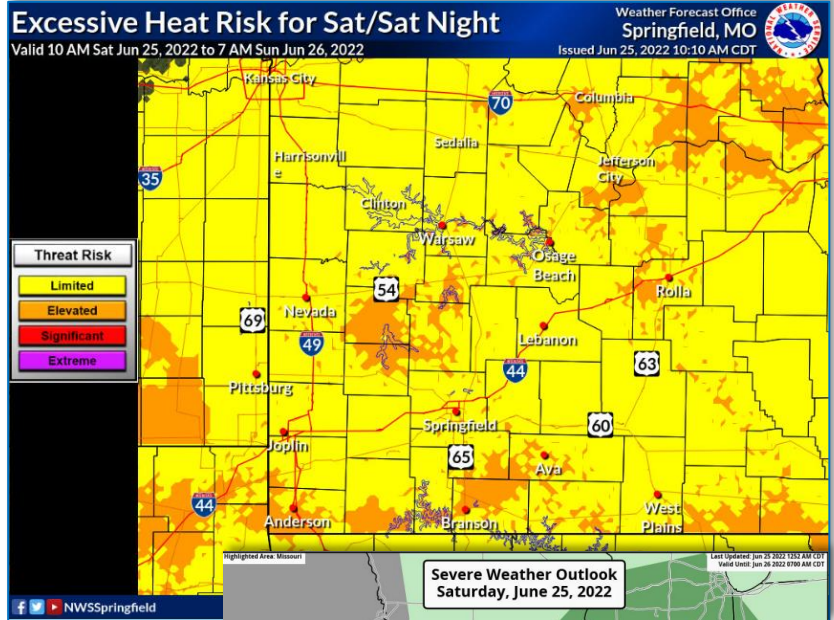 Excessive Heat Risk for Sat/Sat Night
Valid 10 AM Sat Jun 25, 2022 to 7 AM Sun Jun 26, 2022
Weather Forecast Office
Springfield, MO
Issued Jun 25, 2022 10:10 AM CDT
NATIONAL WEATHER SERVICE
Kansas City
70
Columbia
Sedalia
Harrisonvill
e
Jefferson
City
35
Clinton
Warsaw
Osage
Beach
Threat Risk
Limited
Elevated
Significant
Extreme
54
Rolla
Nevada
69
49
Lebanon
63
44
Pittsburg
Springfield
60
Joplin
65
Ava
44
Anderson
Branson
West
Plains
Highlighted Area: Missouri
Last Updated: Jun 25 2022 1252 AM CDT
Valid Until: Jun 26 2022 0700 AM CDT
Severe Weather Outlook
Saturday, June 25, 2022
NWSSpringfield